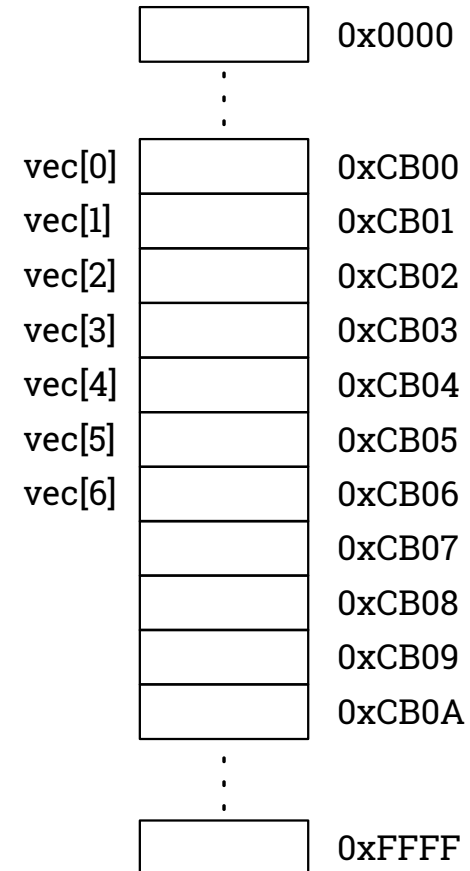 0x0000
vec[0] 0xCB00
vec[1] 0xCB01
vec[2] 0xCB02
vec[3] 0xCB03
vec[4] 0xCB04
vec[5] 0xCB05
vec[6] 0xCB06
0xCB07
0xCB08
0xCB09
0xCB0A
0xFFFF